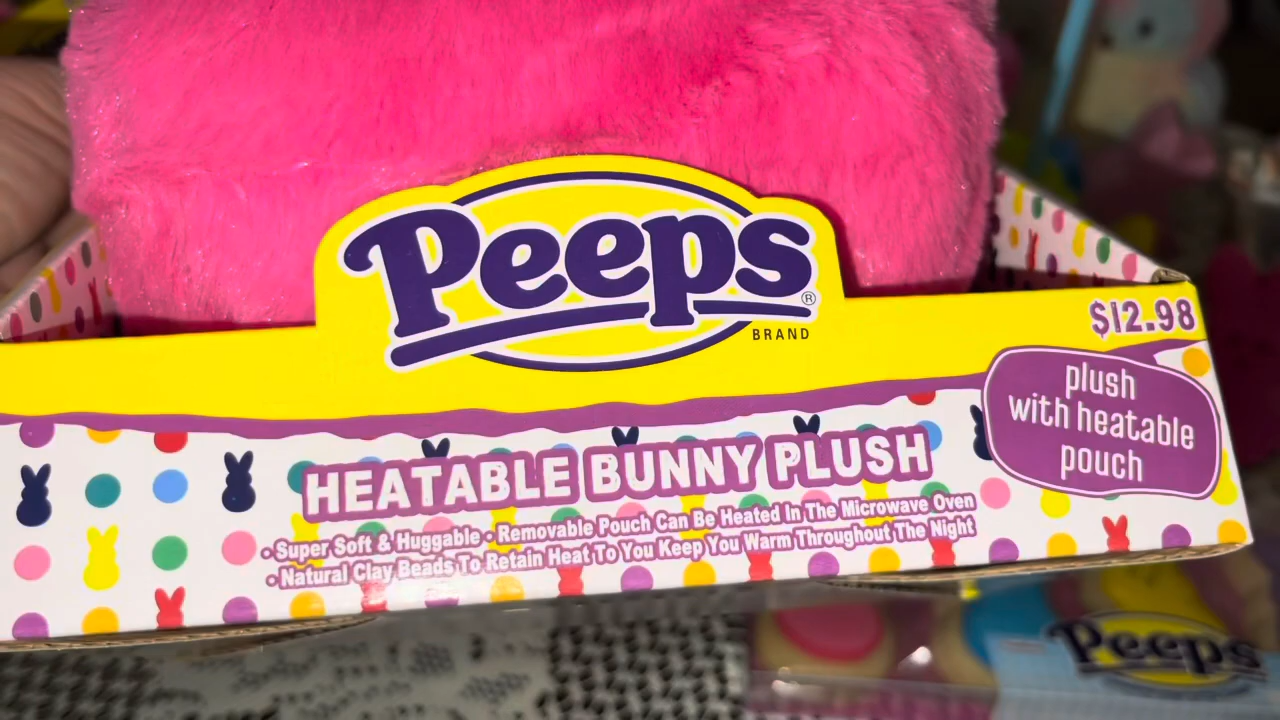 Peeps®
BRAND
$12.98
plush
with heatable
pouch
HEATABLE BUNNY PLUSH
• Super Soft & Huggable • Removable Pouch Can Be Heated In The Microwave Oven
• Natural Clay Beads To Retain Heat To You Keep You Warm Throughout The Night
Peeps